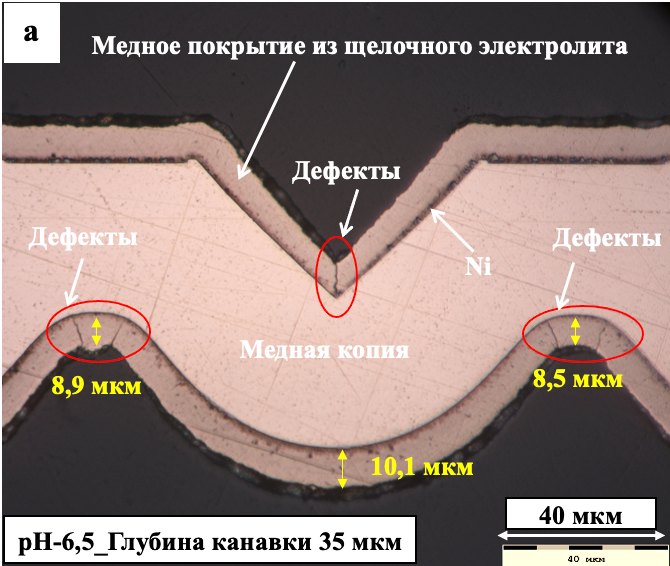 а
Медное покрытие из щелочного электролита
Дефекты
Дефекты
Дефекты
Ni
Медная копия
8,9 мкм
8,5 мкм
10,1 мкм
40 мкм
рН-6,5_Глубина канавки 35 мкм
40 мкм